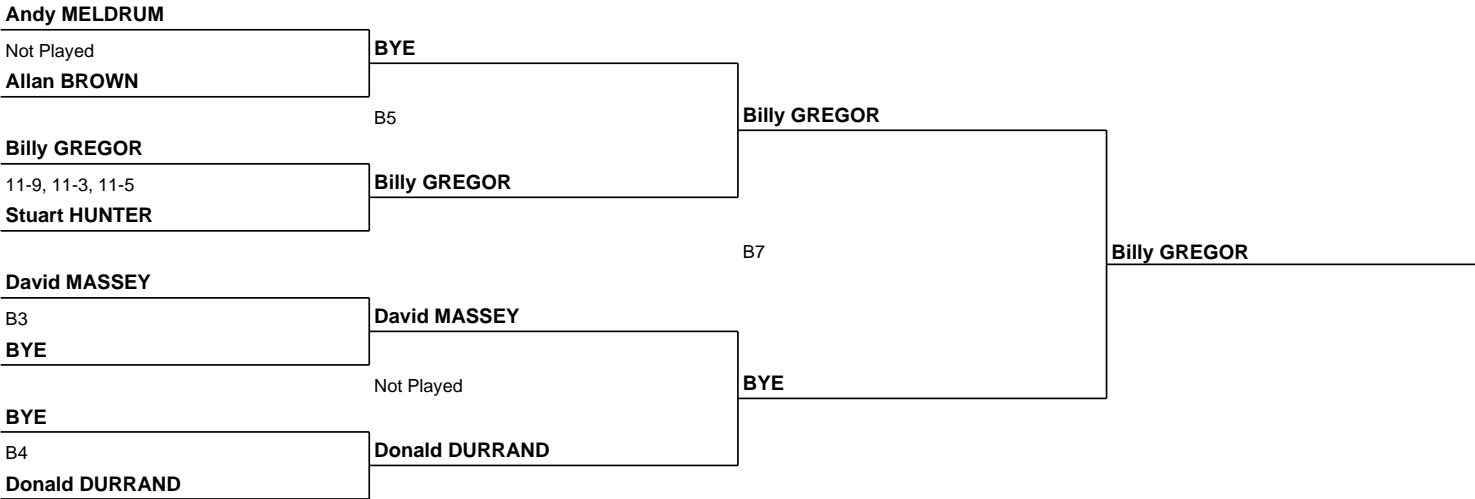 Andy MELDRUM
Not Played
Allan BROWN
BYE
B5
Billy GREGOR
Billy GREGOR
11-9, 11-3, 11-5
Stuart HUNTER
Billy GREGOR
B7
Billy GREGOR
David MASSEY
B3
BYE
David MASSEY
Not Played
BYE
BYE
B4
Donald DURRAND
Donald DURRAND